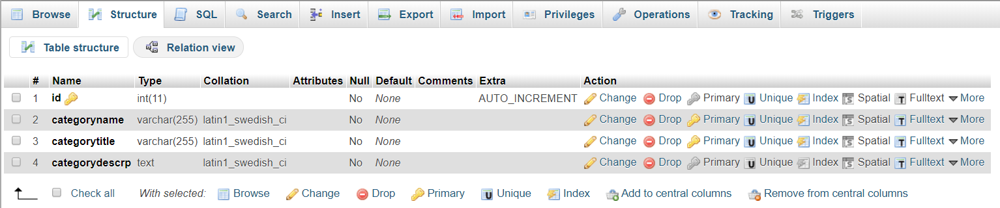 Browse Structure SQL Search Insert Export Import Privileges Operations Tracking Triggers
Table structure Relation view
# Name Type Collation Attributes Null Default Comments Extra Action
1 id int(11) No None AUTO_INCREMENT Change Drop Primary Unique Index Spatial Fulltext More
2 categoryname varchar(255) latin1_swedish_ci No None Change Drop Primary Unique Index Spatial Fulltext More
3 categorytitle varchar(255) latin1_swedish_ci No None Change Drop Primary Unique Index Spatial Fulltext More
4 categorydescrp text latin1_swedish_ci No None Change Drop Primary Unique Index Spatial Fulltext More
Check all With selected: Browse Change Drop Primary Unique Index Add to central columns Remove from central columns